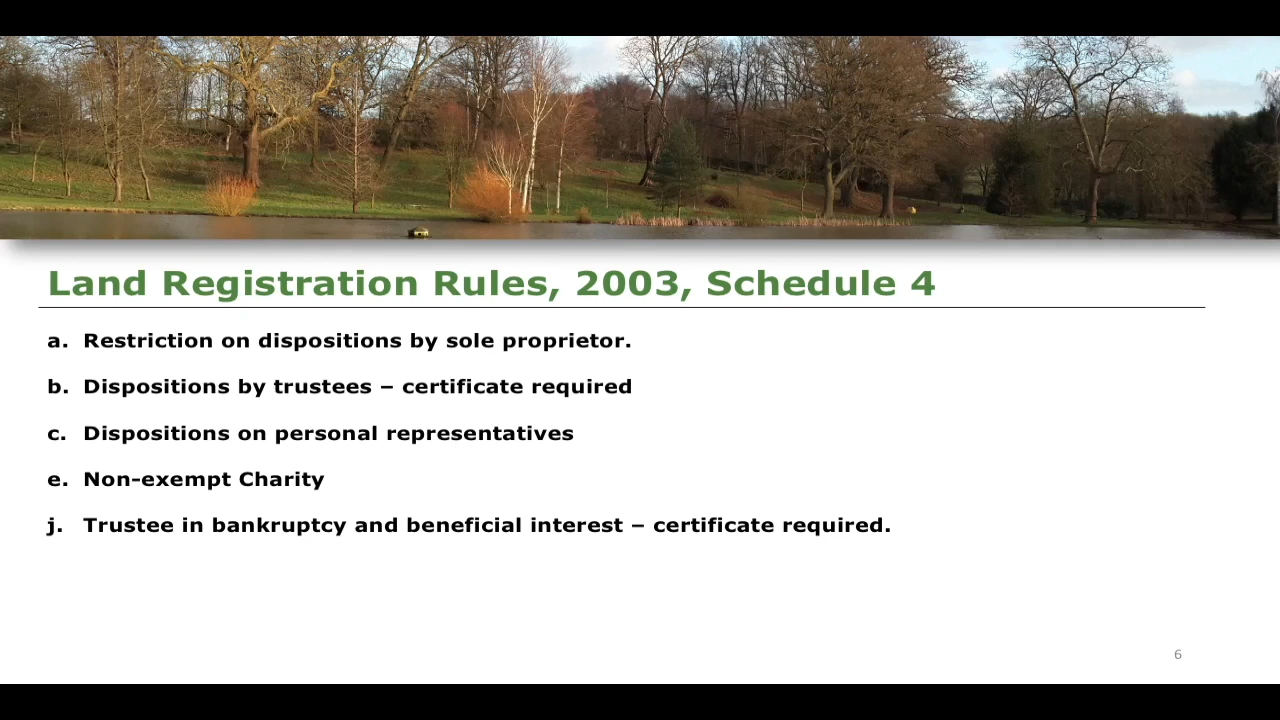 Land Registration Rules, 2003, Schedule 4
a. Restriction on dispositions by sole proprietor.
b. Dispositions by trustees – certificate required
c. Dispositions on personal representatives
e. Non-exempt Charity
j. Trustee in bankruptcy and beneficial interest – certificate required.
6